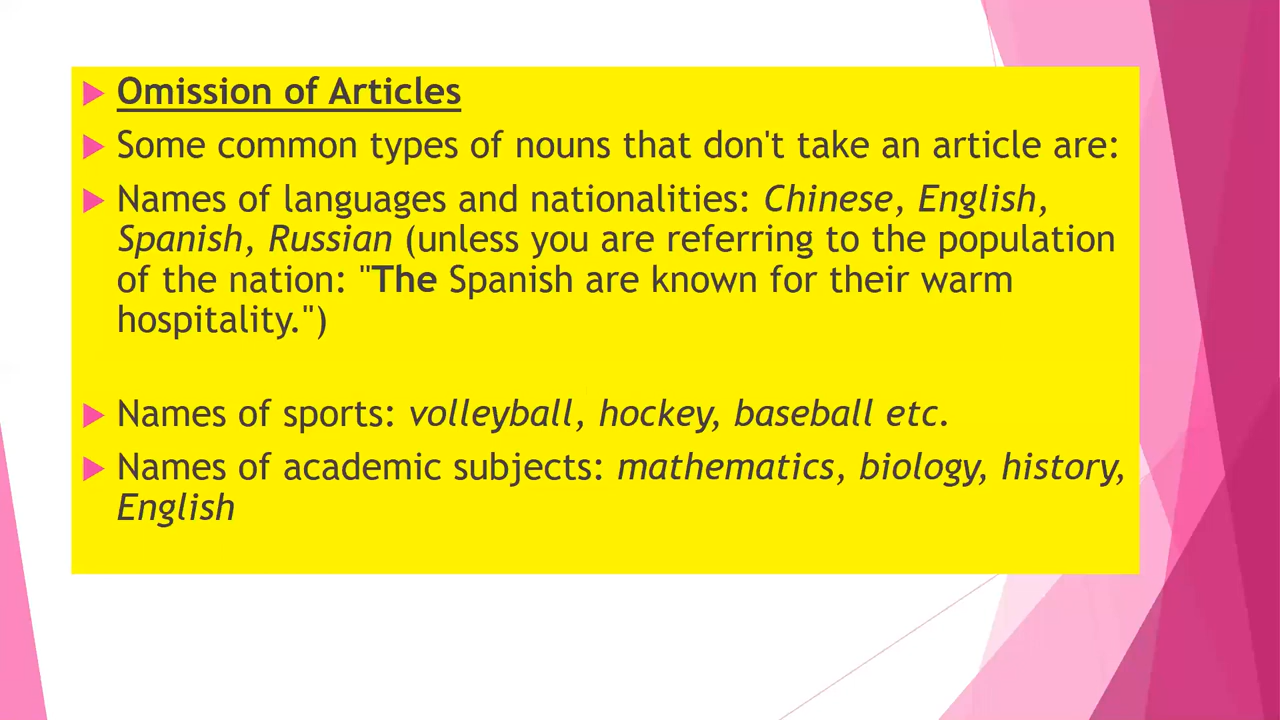 Omission of Articles
Some common types of nouns that don't take an article are:
Names of languages and nationalities: Chinese, English,
Spanish, Russian (unless you are referring to the population
of the nation: "The Spanish are known for their warm
hospitality.")
Names of sports: volleyball, hockey, baseball etc.
Names of academic subjects: mathematics, biology, history,
English